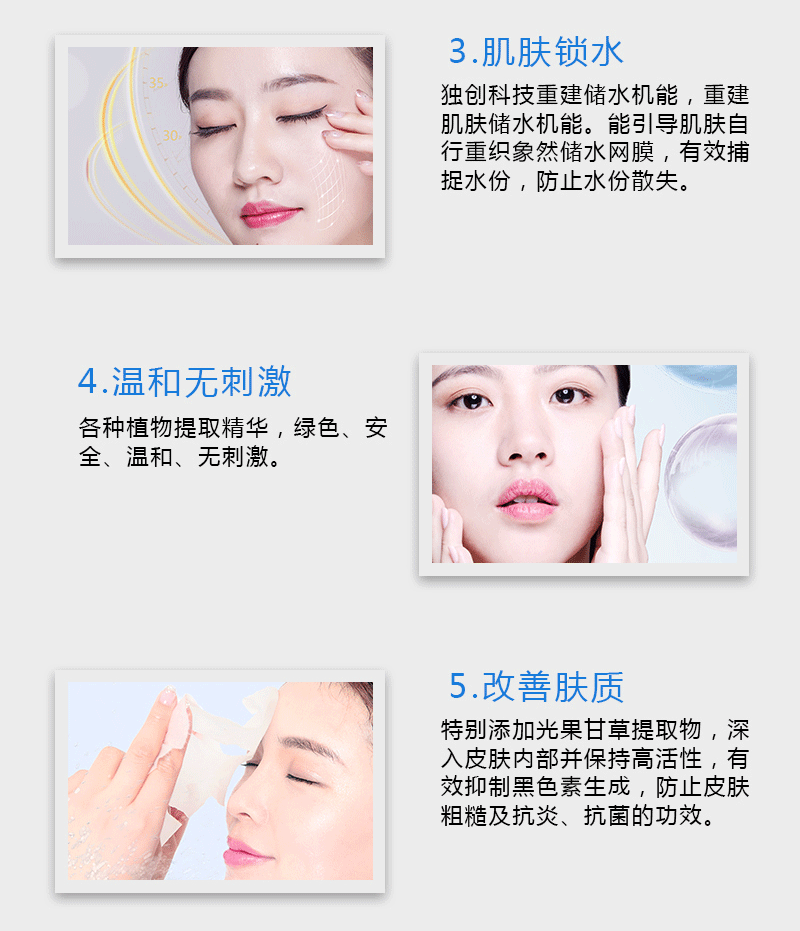 35
30
3.肌肤锁水
独创科技重建储水机能，重建
肌肤储水机能。能引导肌肤自
行重织象然储水网膜，有效捕
捉水份，防止水份散失。
4.温和无刺激
各种植物提取精华，绿色、安
全、温和、无刺激。
5.改善肤质
特别添加光果甘草提取物，深
入皮肤内部并保持高活性，有
效抑制黑色素生成，防止皮肤
粗糙及抗炎、抗菌的功效。